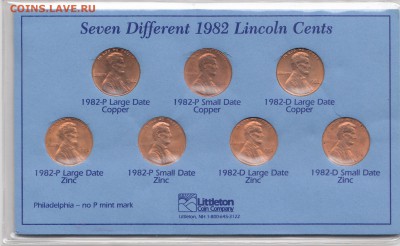 COINS.LAVE.RU
Seven Different 1982 Lincoln Cents
1982-P Large Date
Copper
1982-P Small Date
Copper
1982-D Large Date
Copper
1982-P Large Date
Zinc
1982-P Small Date
Zinc
1982-D Large Date
Zinc
1982-D Small Date
Zinc
Philadelphia – no P mint mark
Littleton
Coin Company